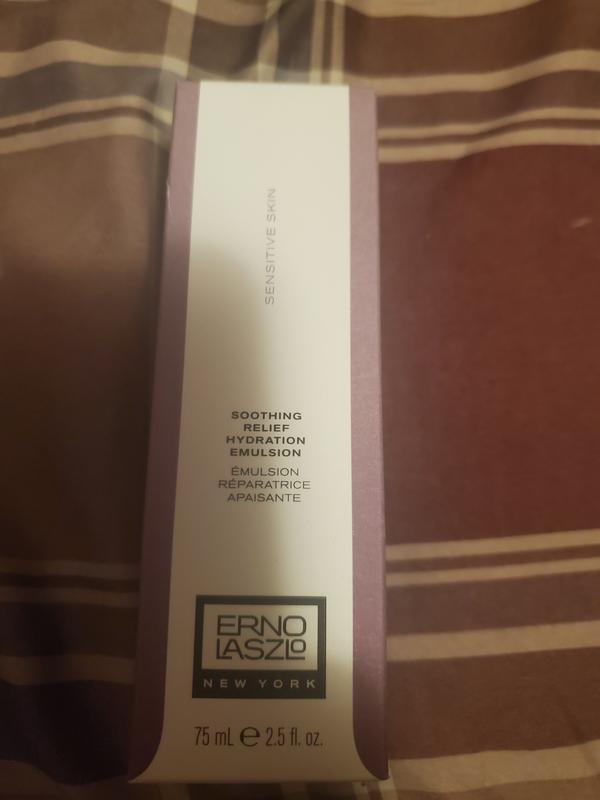 SENSITIVE SKIN
SOOTHING
RELIEF
HYDRATION
EMULSION
ÉMULSION
RÉPARATRICE
APAISANTE
ERNO
LASZLO
NEW YORK
75 mL ℮ 2.5 fl. oz.